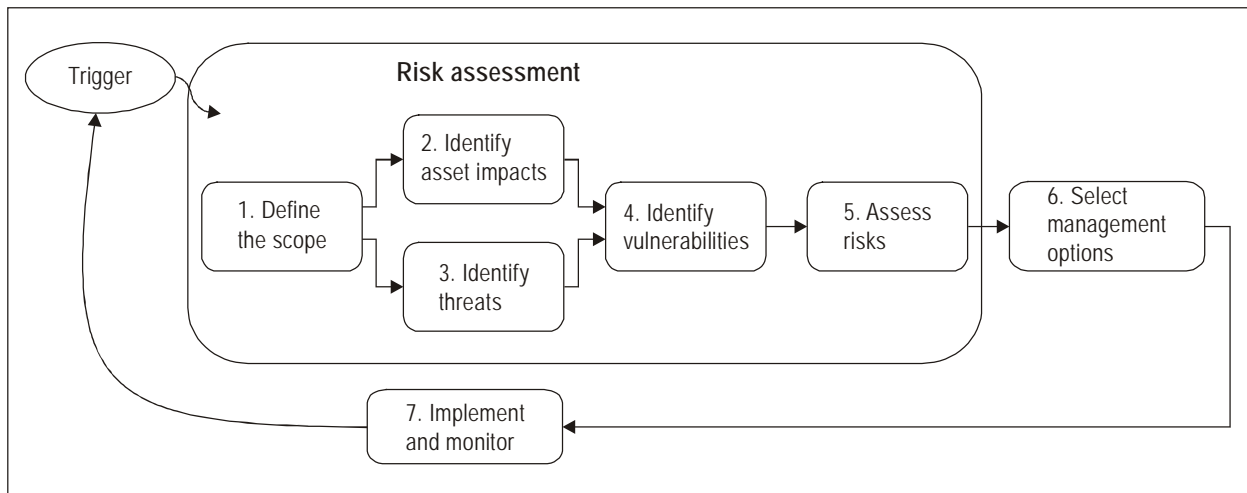 Trigger
Risk assessment
1. Define
the scope
2. Identify
asset impacts
3. Identify
threats
4. Identify
vulnerabilities
5. Assess
risks
6. Select
management
options
7. Implement
and monitor